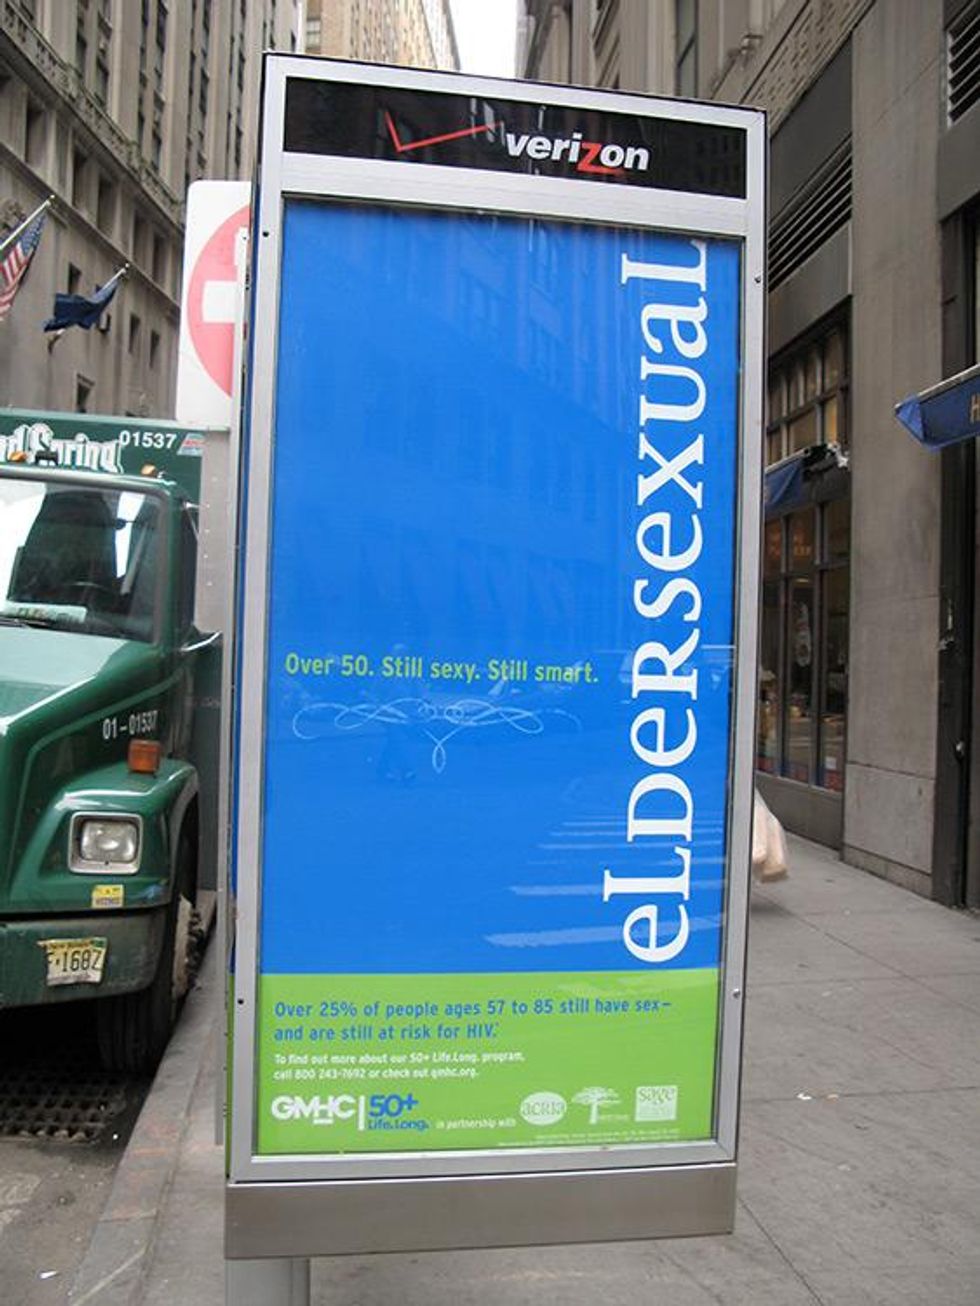 verizon
eLDeRsexuaL
Over 50. Still sexy. Still smart.
Over 25% of people ages 57 to 85 still have sex—
and are still at risk for HIV.*
To find out more about our 50+ Life.Long. program,
call 800 243-7692 or check out gmhc.org.
GMHC 50+
Life.Long.
in partnership with
acria
sage
01537
01-01537